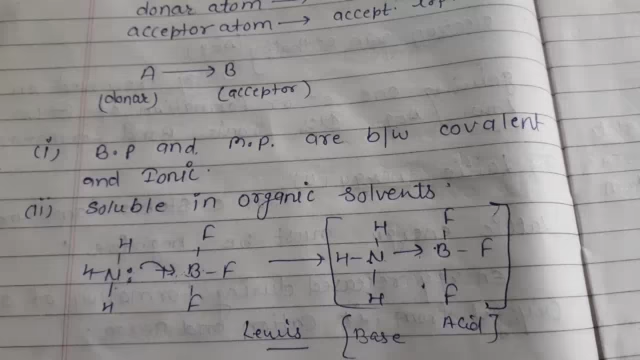 donar atom →
acceptor atom → accept. lop
A → B
(donar) (acceptor)
(i) B.P and M.P. are b/w covalent
and Ionic.
(ii) Soluble in organic solvents.
H F H F
H-N: → B-F → [H-N → B-F]
H F H F
Lewis [Base Acid]